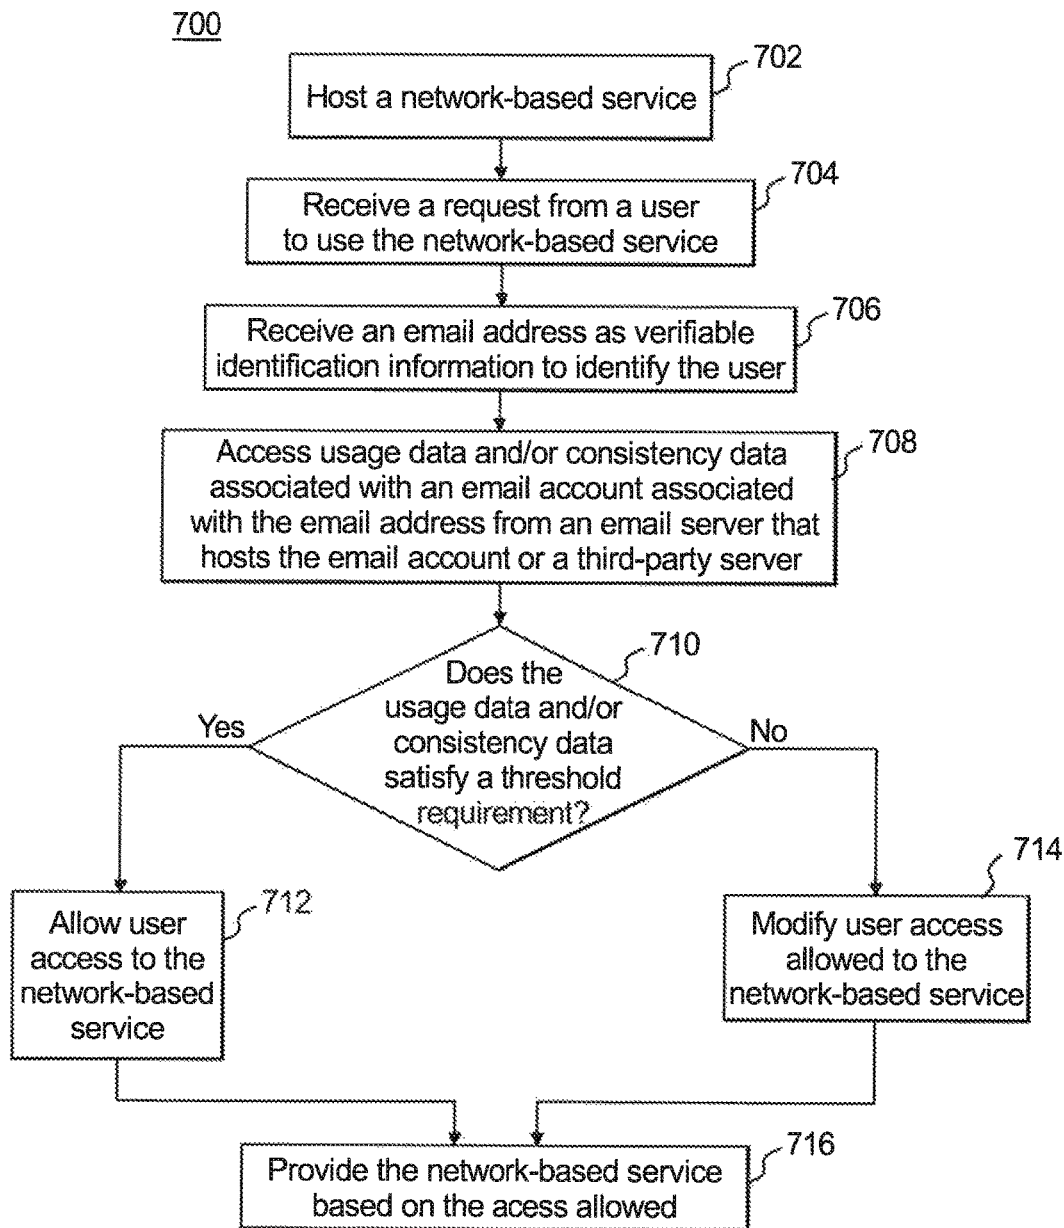 700
702
Host a network-based service
704
Receive a request from a user
to use the network-based service
706
Receive an email address as verifiable
identification information to identify the user
708
Access usage data and/or consistency data
associated with an email account associated
with the email address from an email server that
hosts the email account or a third-party server
710
Does the
usage data and/or
consistency data
satisfy a threshold
requirement?
Yes
No
712
Allow user
access to the
network-based
service
714
Modify user access
allowed to the
network-based service
716
Provide the network-based service
based on the acess allowed